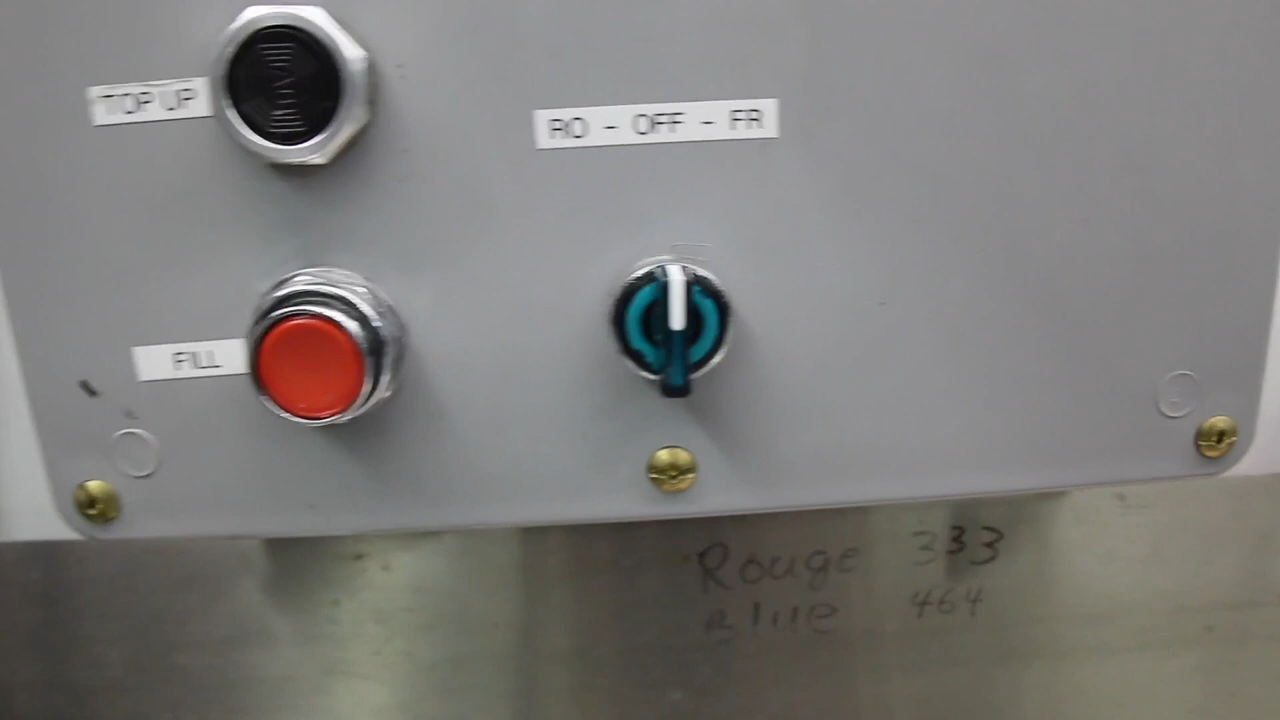 TOP UP
RO - OFF - FR
FILL
Rouge 333
Blue 464